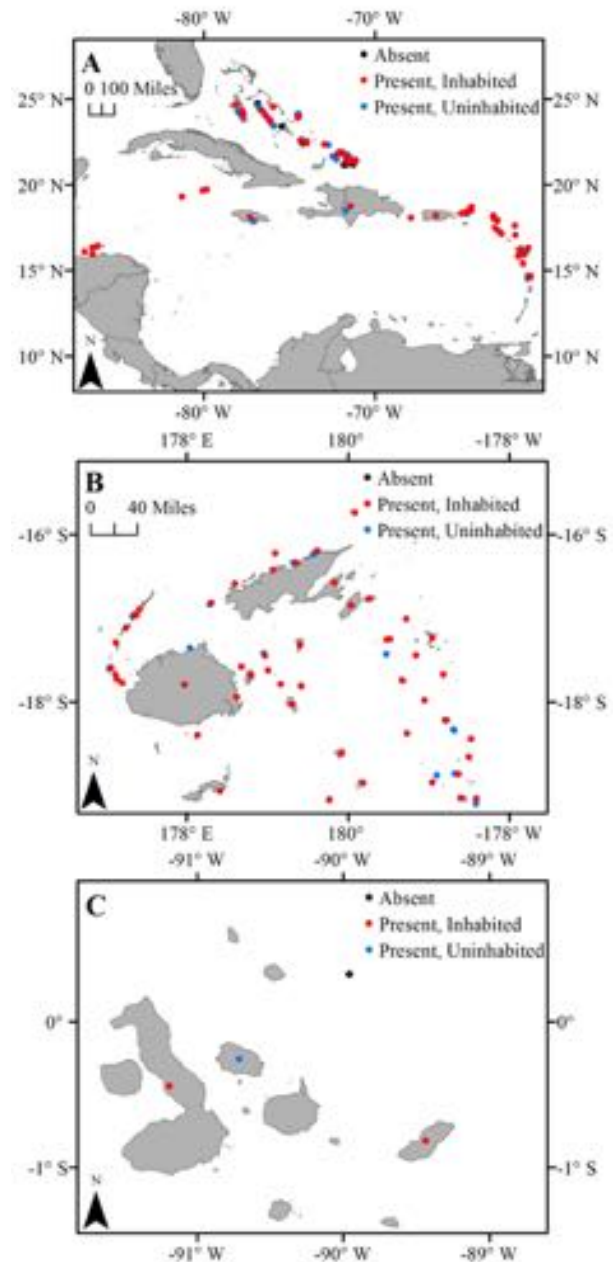 -80° W -70° W
A
0 100 Miles
Absent
Present, Inhabited
Present, Uninhabited
25° N 25° N
20° N 20° N
15° N 15° N
10° N 10° N
N
-80° W -70° W
178° E 180° -178° W
B
0 40 Miles
Absent
Present, Inhabited
Present, Uninhabited
-16° S -16° S
-18° S -18° S
N
178° E 180° -178° W
-91° W -90° W -89° W
C
Absent
Present, Inhabited
Present, Uninhabited
0° 0°
-1° S -1° S
N
-91° W -90° W -89° W